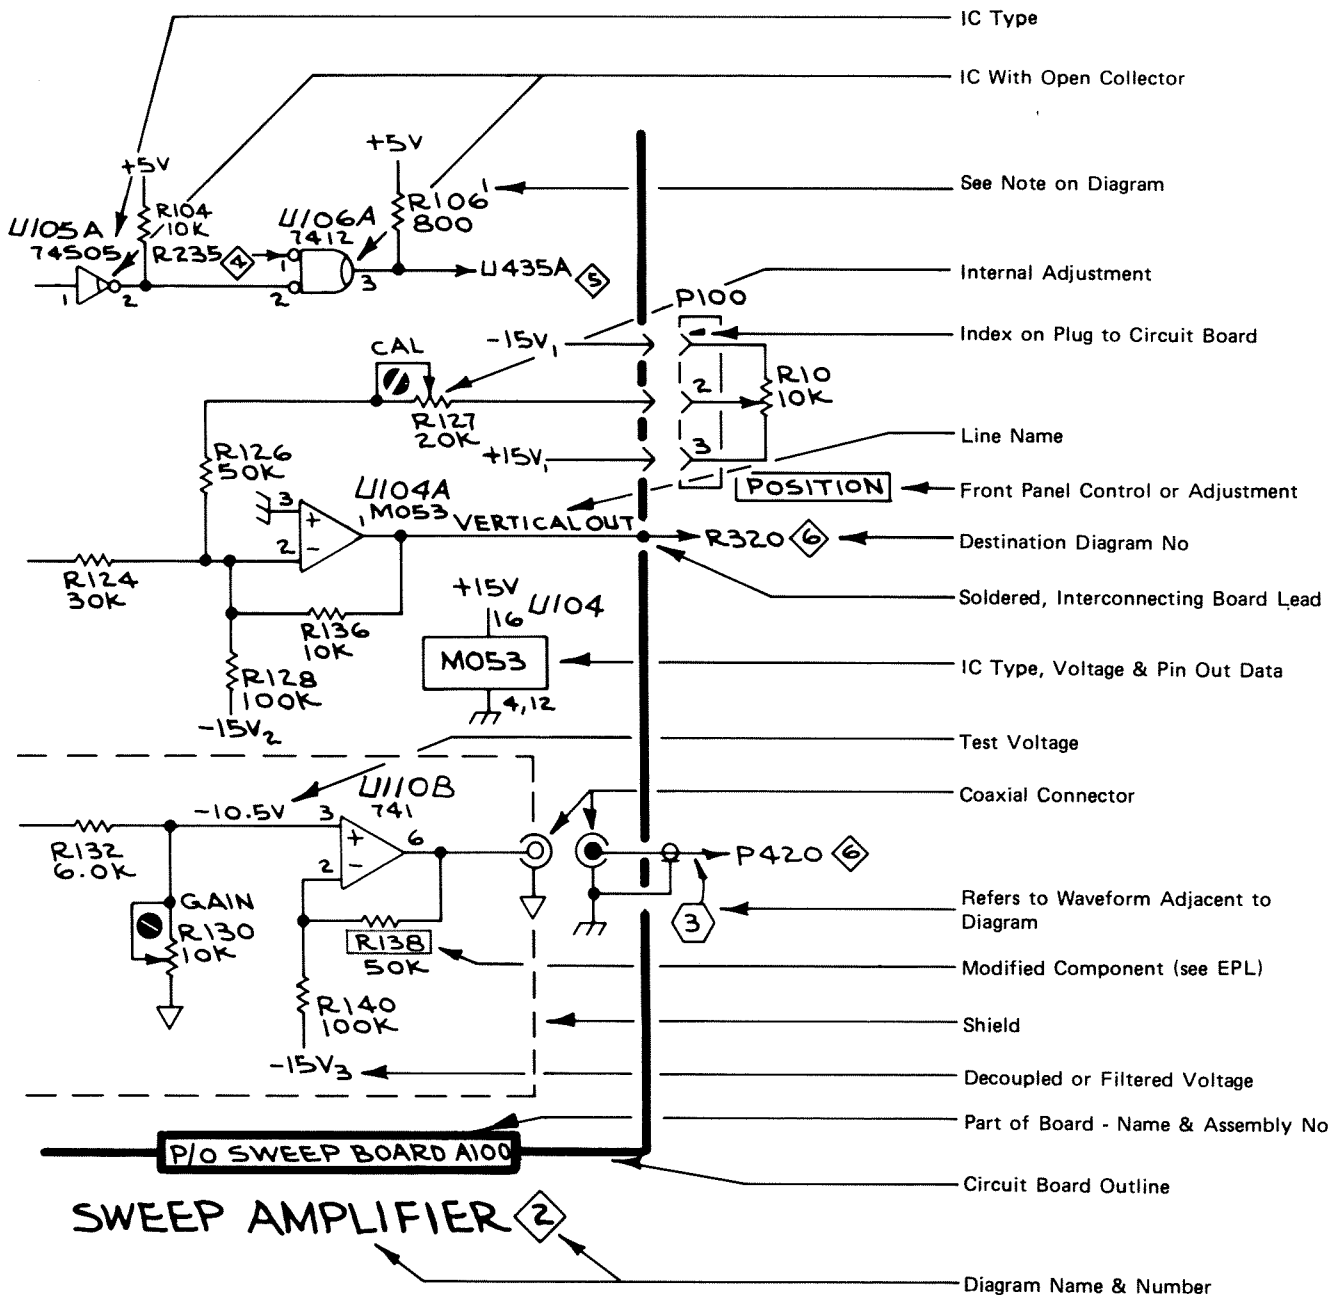 IC Type
IC With Open Collector
+5V
+5V
See Note on Diagram
R106¹
800
R104
10K
U105A
74S05
U106A
7412
R235 4
1
2
1
2
3
U435A 5
Internal Adjustment
P100
-15V1
Index on Plug to Circuit Board
CAL
2
R10
10K
R127
20K
Line Name
+15V1
3
R126
50K
POSITION
Front Panel Control or Adjustment
U104A
M053
3
+
1
VERTICAL OUT
2
-
R320 6
Destination Diagram No
R124
30K
+15V
16
U104
Soldered, Interconnecting Board Lead
R136
10K
M053
IC Type, Voltage & Pin Out Data
R128
100K
4,12
-15V2
Test Voltage
U110B
741
-10.5V
3
+
6
2
-
Coaxial Connector
R132
6.0K
P420 6
GAIN
R130
10K
3
Refers to Waveform Adjacent to
Diagram
R138
50K
Modified Component (see EPL)
R140
100K
Shield
-15V3
Decoupled or Filtered Voltage
Part of Board - Name & Assembly No
P/O SWEEP BOARD A100
Circuit Board Outline
SWEEP AMPLIFIER 2
Diagram Name & Number